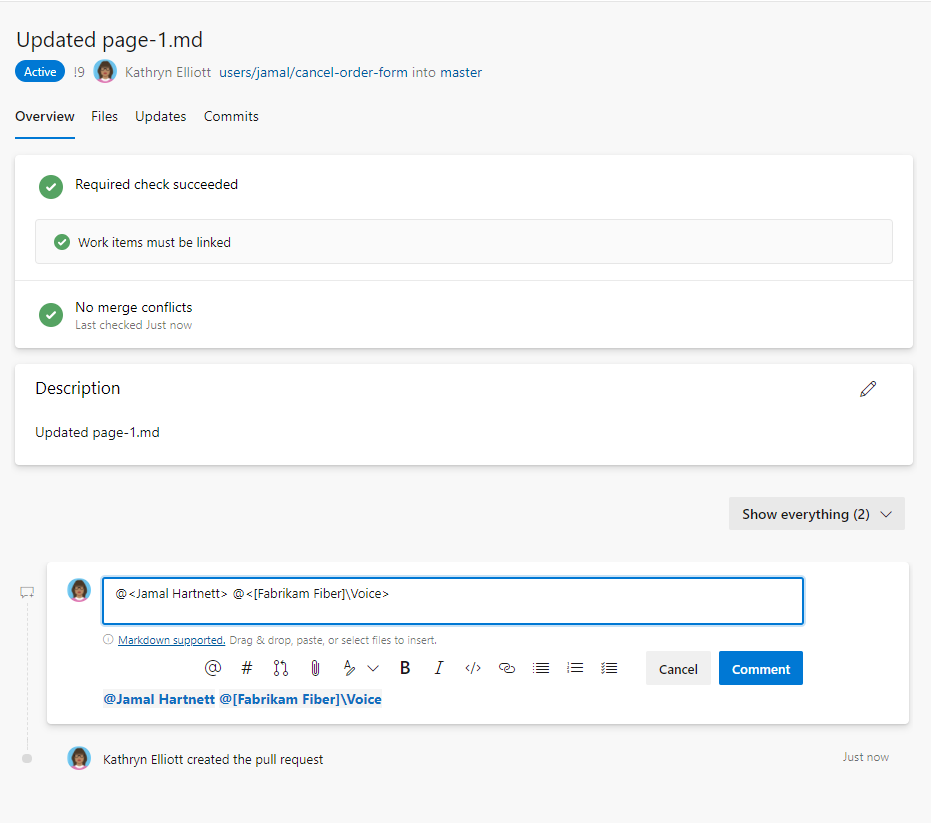 Updated page-1.md
Active !9 Kathryn Elliott users/jamal/cancel-order-form into master
Overview Files Updates Commits
Required check succeeded
Work items must be linked
No merge conflicts
Last checked Just now
Description
Updated page-1.md
Show everything (2)
@<Jamal Hartnett> @<[Fabrikam Fiber]\Voice>
Markdown supported. Drag & drop, paste, or select files to insert.
Cancel Comment
@Jamal Hartnett @[Fabrikam Fiber]\Voice
Kathryn Elliott created the pull request Just now